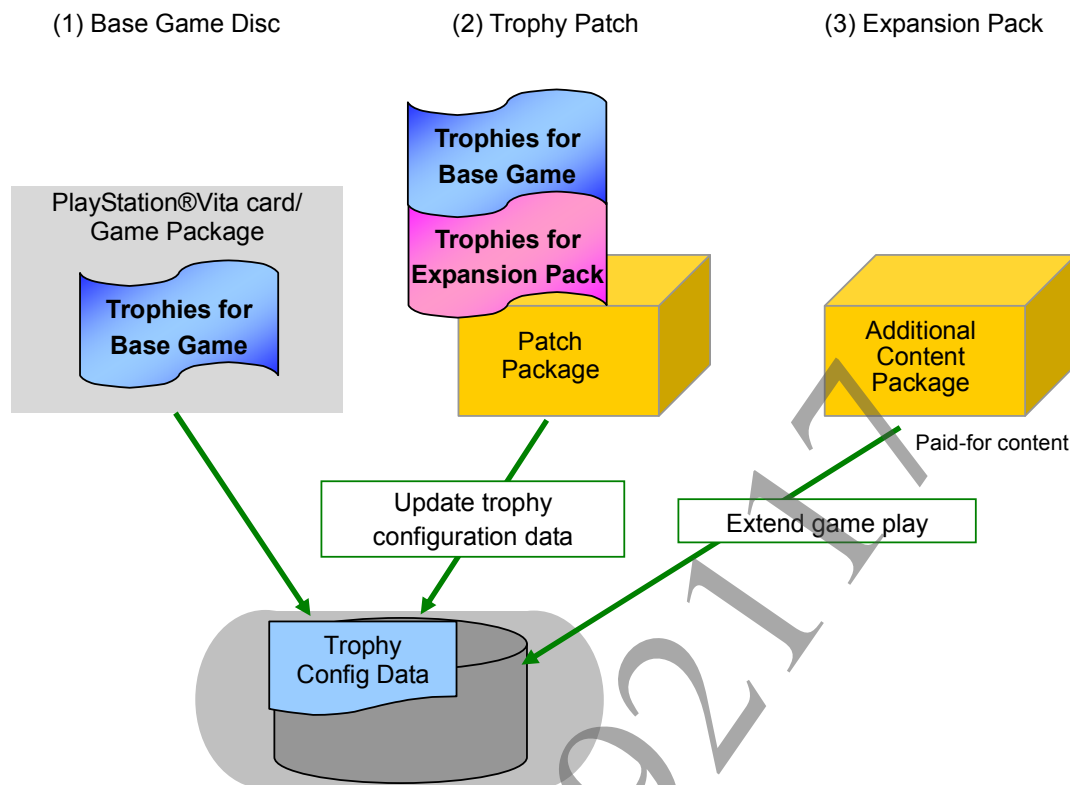 (1) Base Game Disc
(2) Trophy Patch
(3) Expansion Pack
PlayStation®Vita card/
Game Package
Trophies for
Base Game
Trophies for
Base Game
Trophies for
Expansion Pack
Patch
Package
Additional
Content
Package
Paid-for content
Update trophy
configuration data
Extend game play
Trophy
Config Data
92117